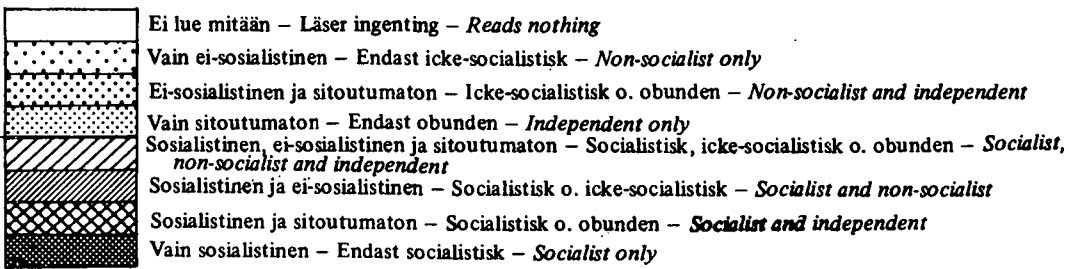 Ei lue mitään – Läser ingenting – Reads nothing
Vain ei-sosialistinen – Endast icke-socialistisk – Non-socialist only
Ei-sosialistinen ja sitoutumaton – Icke-socialistisk o. obunden – Non-socialist and independent
Vain sitoutumaton – Endast obunden – Independent only
Sosialistinen, ei-sosialistinen ja sitoutumaton – Socialistisk, icke-socialistisk o. obunden – Socialist,
non-socialist and independent
Sosialistinen ja ei-sosialistinen – Socialistisk o. icke-socialistisk – Socialist and non-socialist
Sosialistinen ja sitoutumaton – Socialistisk o. obunden – Socialist and independent
Vain sosialistinen – Endast socialistisk – Socialist only